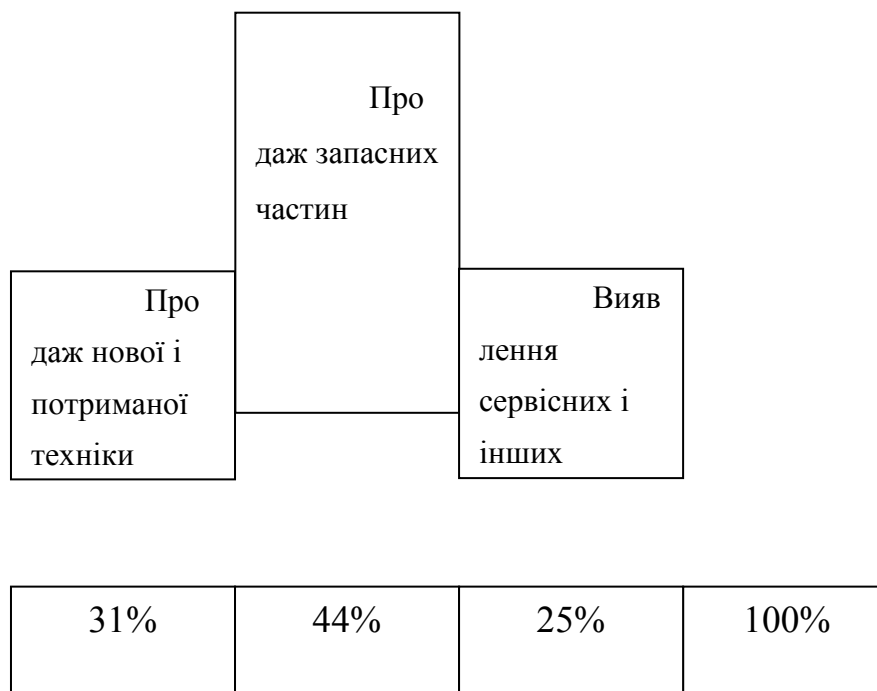 Про
даж запасних
частин
Про
даж нової і
потриманої
техніки
Вияв
лення
сервісних і
інших
31% 44% 25% 100%